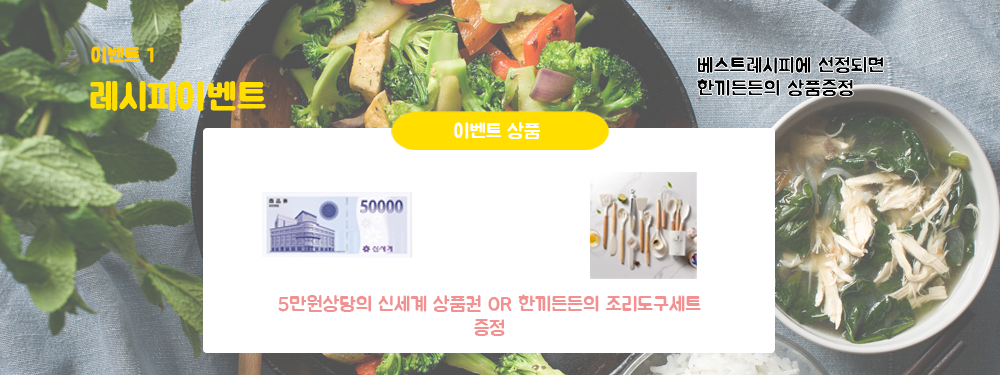 이벤트 1
레시피이벤트
베스트레시피에 선정되면
한끼든든의 상품증정
이벤트 상품
商品券
50000
신세계
5만원상당의 신세계 상품권 OR 한끼든든의 조리도구세트
증정